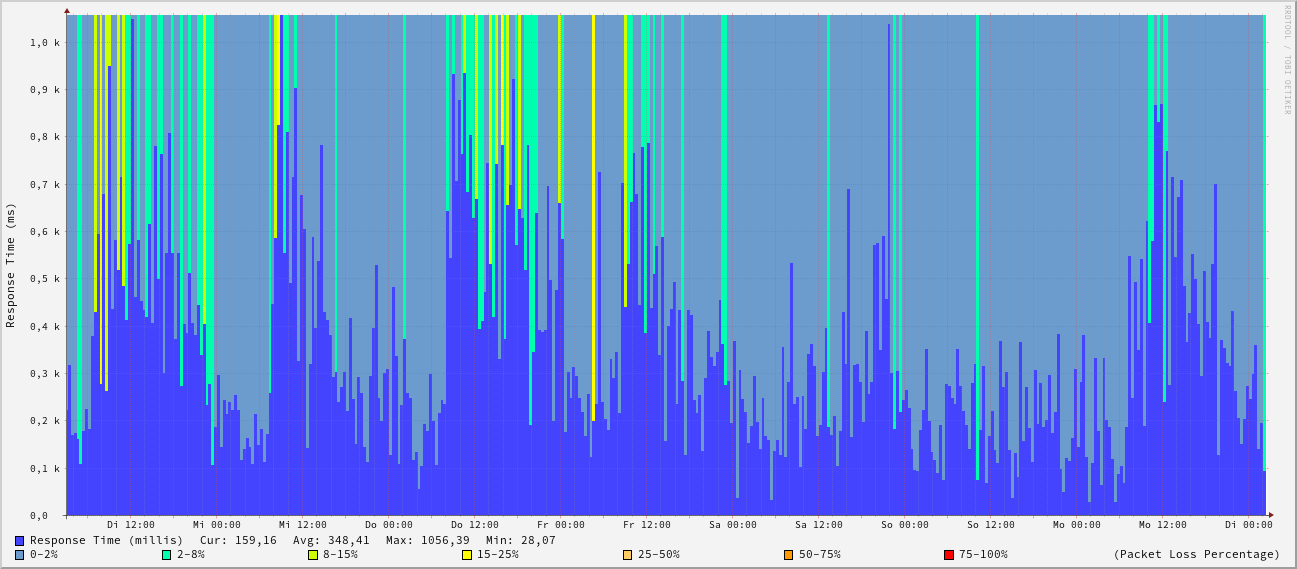 1,0 k
0,9 k
0,8 k
0,7 k
0,6 k
0,5 k
0,4 k
0,3 k
0,2 k
0,1 k
0,0
Response Time (ms)
RRDTOOL / TOBI OETIKER
Di 12:00 Mi 00:00 Mi 12:00 Do 00:00 Do 12:00 Fr 00:00 Fr 12:00 Sa 00:00 Sa 12:00 So 00:00 So 12:00 Mo 00:00 Mo 12:00 Di 00:00
Response Time (millis) Cur: 159,16 Avg: 348,41 Max: 1056,39 Min: 28,07
0-2% 2-8% 8-15% 15-25% 25-50% 50-75% 75-100% (Packet Loss Percentage)